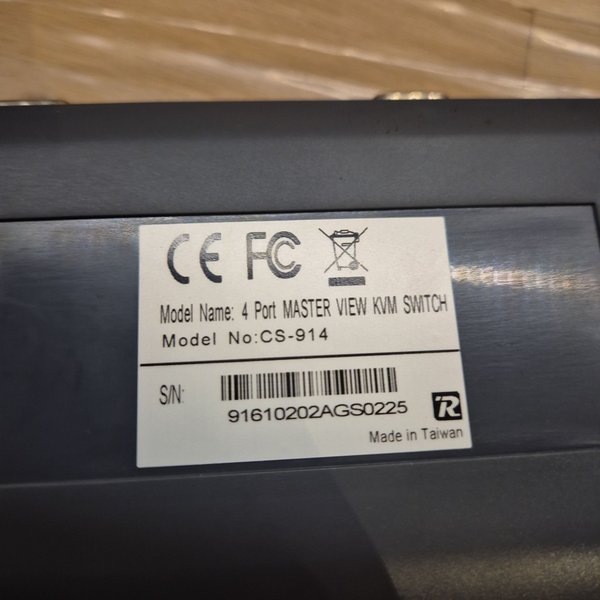 CE FC
Model Name: 4 Port MASTER VIEW KVM SWITCH
Model No:CS-914
S/N:
91610202AGS0225
R
Made in Taiwan